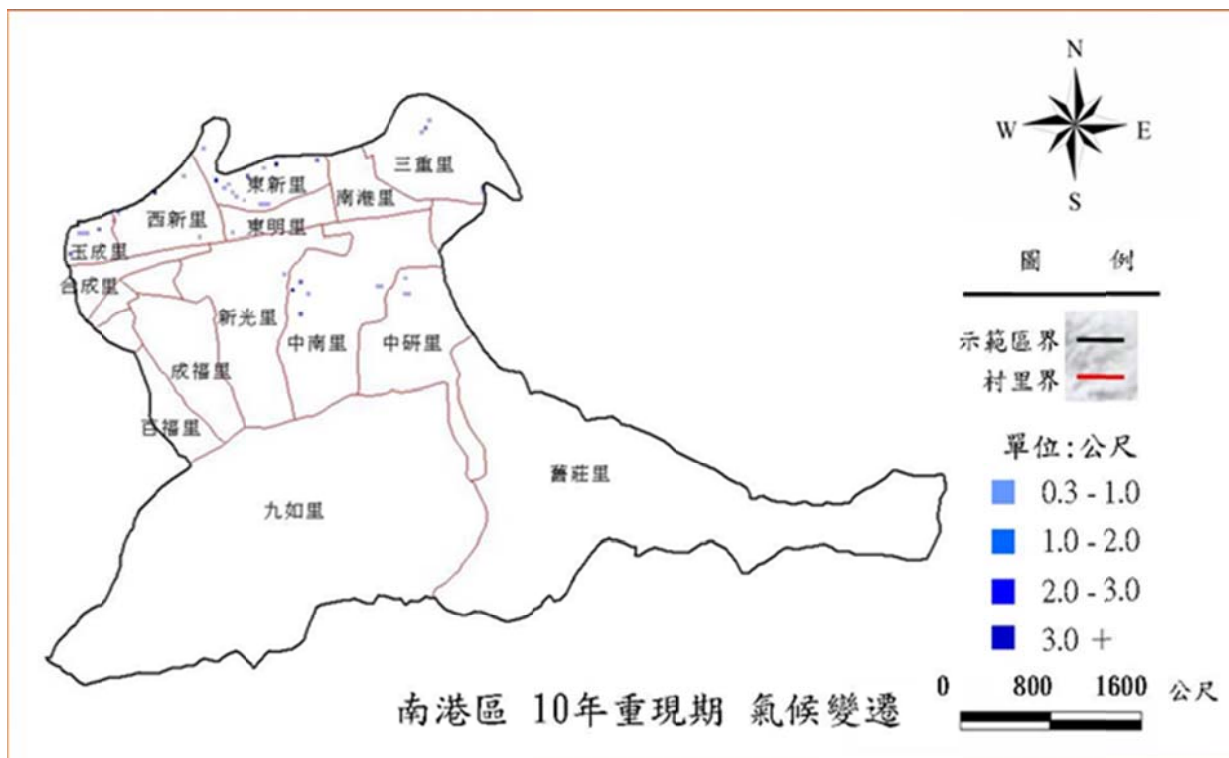 N
W
E
S
三重里
東新里
南港里
西新里
東明里
玉成里
台成里
新光里
中南里
中研里
成福里
百福里
九如里
舊莊里
圖 例
示範區界
村里界
單位:公尺
0.3 - 1.0
1.0 - 2.0
2.0 - 3.0
3.0 +
0 800 1600 公尺
南港區 10年重現期 氣候變遷